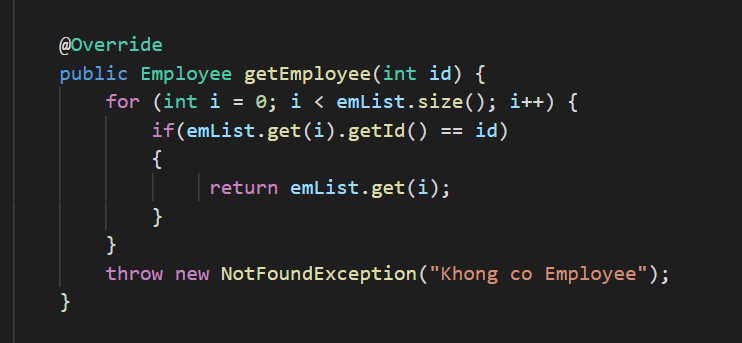 @Override
public Employee getEmployee(int id) {
for (int i = 0; i < emList.size(); i++) {
if(emList.get(i).getId() == id)
{
return emList.get(i);
}
}
throw new NotFoundException("Khong co Employee");
}